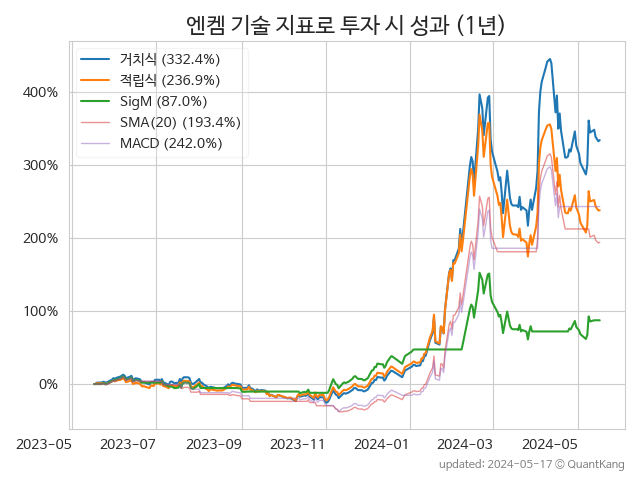 엔켐 기술 지표로 투자 시 성과 (1년)
거치식 (332.4%)
적립식 (236.9%)
SigM (87.0%)
SMA(20) (193.4%)
MACD (242.0%)
400%
300%
200%
100%
0%
2023-05 2023-07 2023-09 2023-11 2024-01 2024-03 2024-05
updated: 2024-05-17 © QuantKang